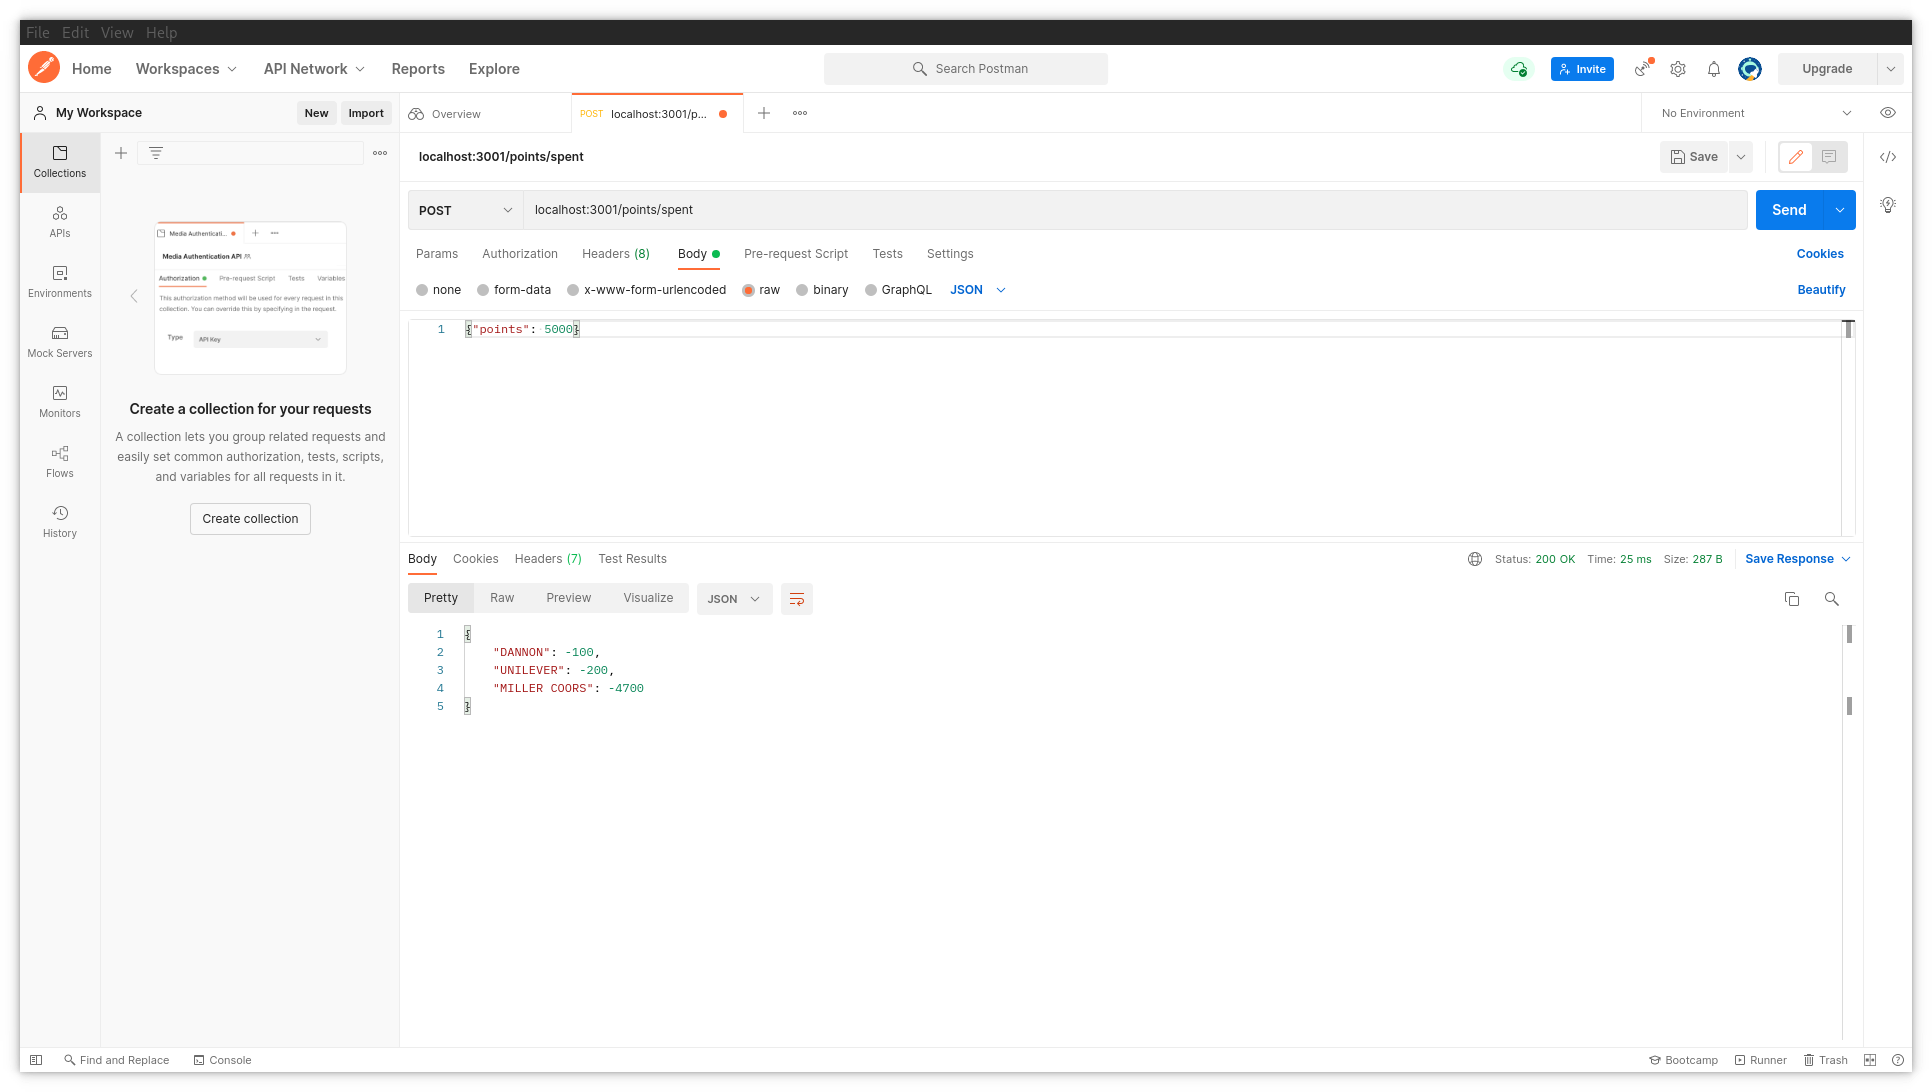 File Edit View Help
Home Workspaces API Network Reports Explore Search Postman Invite Upgrade
My Workspace New Import Overview POST localhost:3001/p... No Environment
Collections
APIs
Environments
Mock Servers
Monitors
Flows
History
Media Authenticati...
Media Authentication API
Authorization Pre-request Script Tests Variables
This authorization method will be used for every request in this
collection. You can override this by specifying in the request.
Type API Key
Create a collection for your requests
A collection lets you group related requests and
easily set common authorization, tests, scripts,
and variables for all requests in it.
Create collection
localhost:3001/points/spent Save
POST localhost:3001/points/spent Send
Params Authorization Headers (8) Body Pre-request Script Tests Settings Cookies
none form-data x-www-form-urlencoded raw binary GraphQL JSON Beautify
1 {"points": 5000}
Body Cookies Headers (7) Test Results Status: 200 OK Time: 25 ms Size: 287 B Save Response
Pretty Raw Preview Visualize JSON
1 {
2 "DANNON": -100,
3 "UNILEVER": -200,
4 "MILLER COORS": -4700
5 }
Find and Replace Console Bootcamp Runner Trash